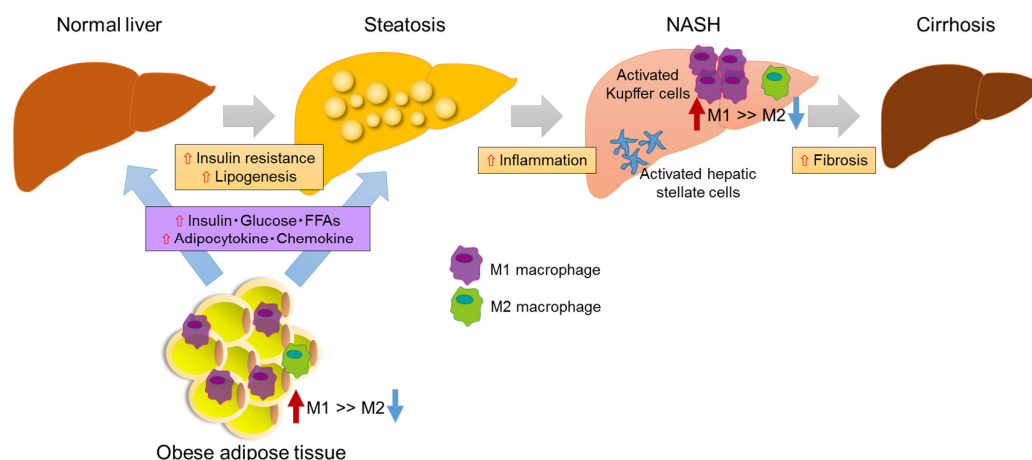 Normal liver
Steatosis
NASH
Cirrhosis
Activated
Kupffer
cells
M1 >> M2
⇧ Insulin resistance
⇧ Lipogenesis
⇧ Inflammation
⇧ Fibrosis
Activated hepatic
stellate cells
⇧ Insulin・Glucose・FFAs
⇧ Adipocytokine・Chemokine
M1 macrophage
M2 macrophage
M1 >> M2
Obese adipose tissue